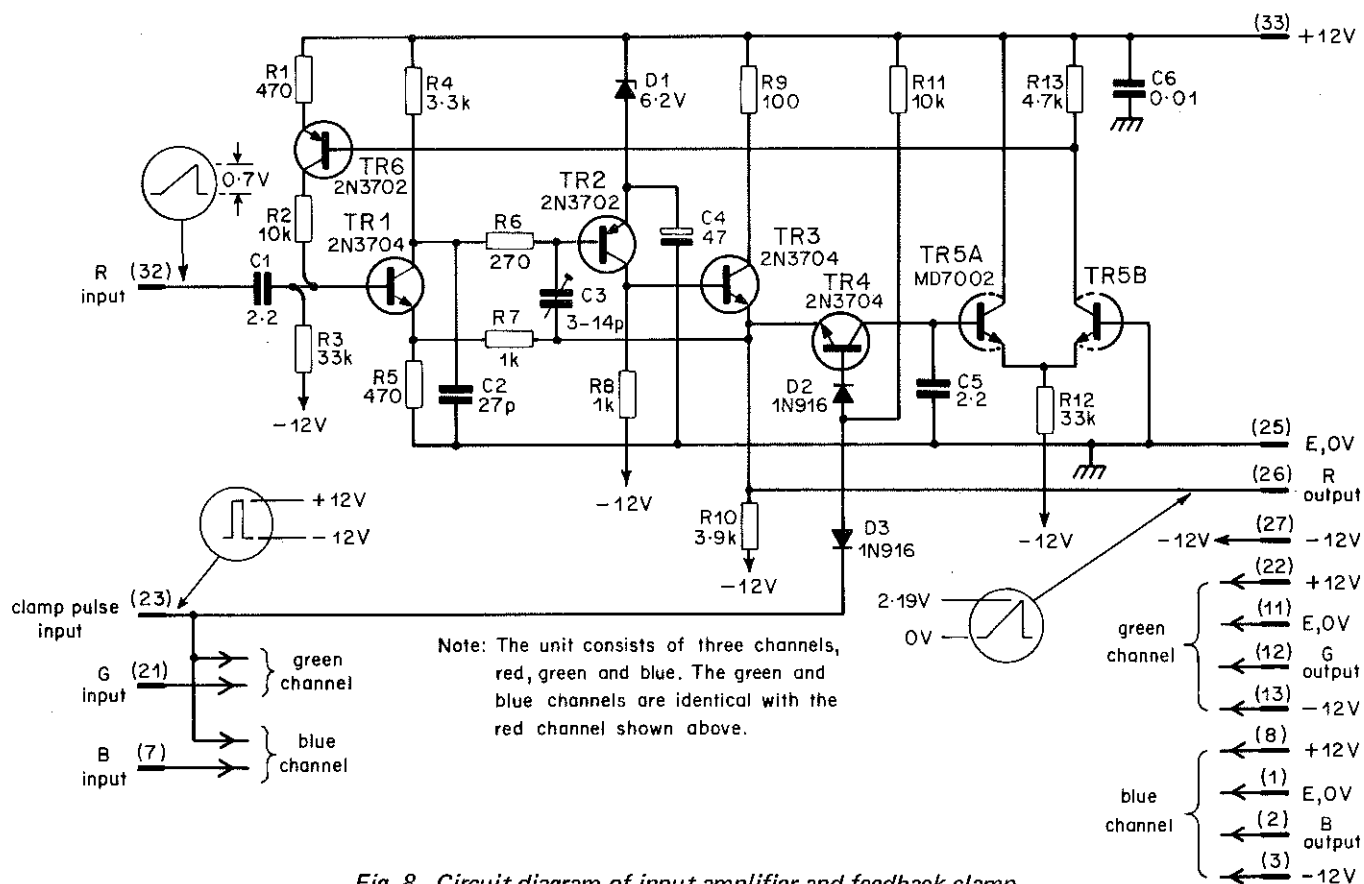 (33)
+12V
R1
470
R4
3·3k
D1
6·2V
R9
100
R11
10k
R13
4·7k
C6
0·01
0·7V
TR6
2N3702
R2
10k
TR1
2N3704
R6
270
TR2
2N3702
C4
47
TR3
2N3704
TR4
2N3704
TR5A
MD7002
TR5B
R
input
(32)
C1
2·2
C3
3-14p
R7
1k
R3
33k
-12V
R5
470
C2
27p
R8
1k
-12V
D2
1N916
C5
2·2
R12
33k
-12V
(25)
E,0V
(26)
R
output
R10
3·9k
-12V
D3
1N916
-12V
(27)
-12V
+12V
-12V
clamp pulse
input
(23)
2·19V
0V
green
channel
G
input
(21)
blue
channel
B
input
(7)
Note: The unit consists of three channels,
red, green and blue. The green and
blue channels are identical with the
red channel shown above.
green
channel
(22)
+12V
(11)
E,0V
(12)
G
output
(13)
-12V
blue
channel
(8)
+12V
(1)
E,0V
(2)
B
output
(3)
-12V
Fig. 8 Circuit diagram of input amplifier and feedback clamp